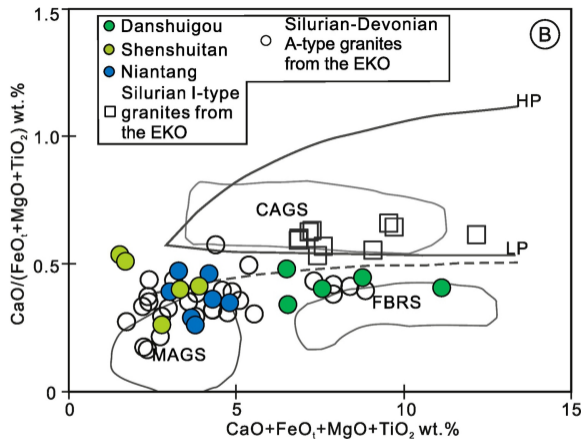 1.5
1.0
0.5
0
CaO/(FeOt+MgO+TiO2) wt.%
Danshuigou
Shenshuitan
Niantang
Silurian I-type
granites from
the EKO
Silurian-Devonian
A-type granites
from the EKO
B
HP
CAGS
LP
FBRS
MAGS
0
5
10
15
CaO+FeOt+MgO+TiO2 wt.%